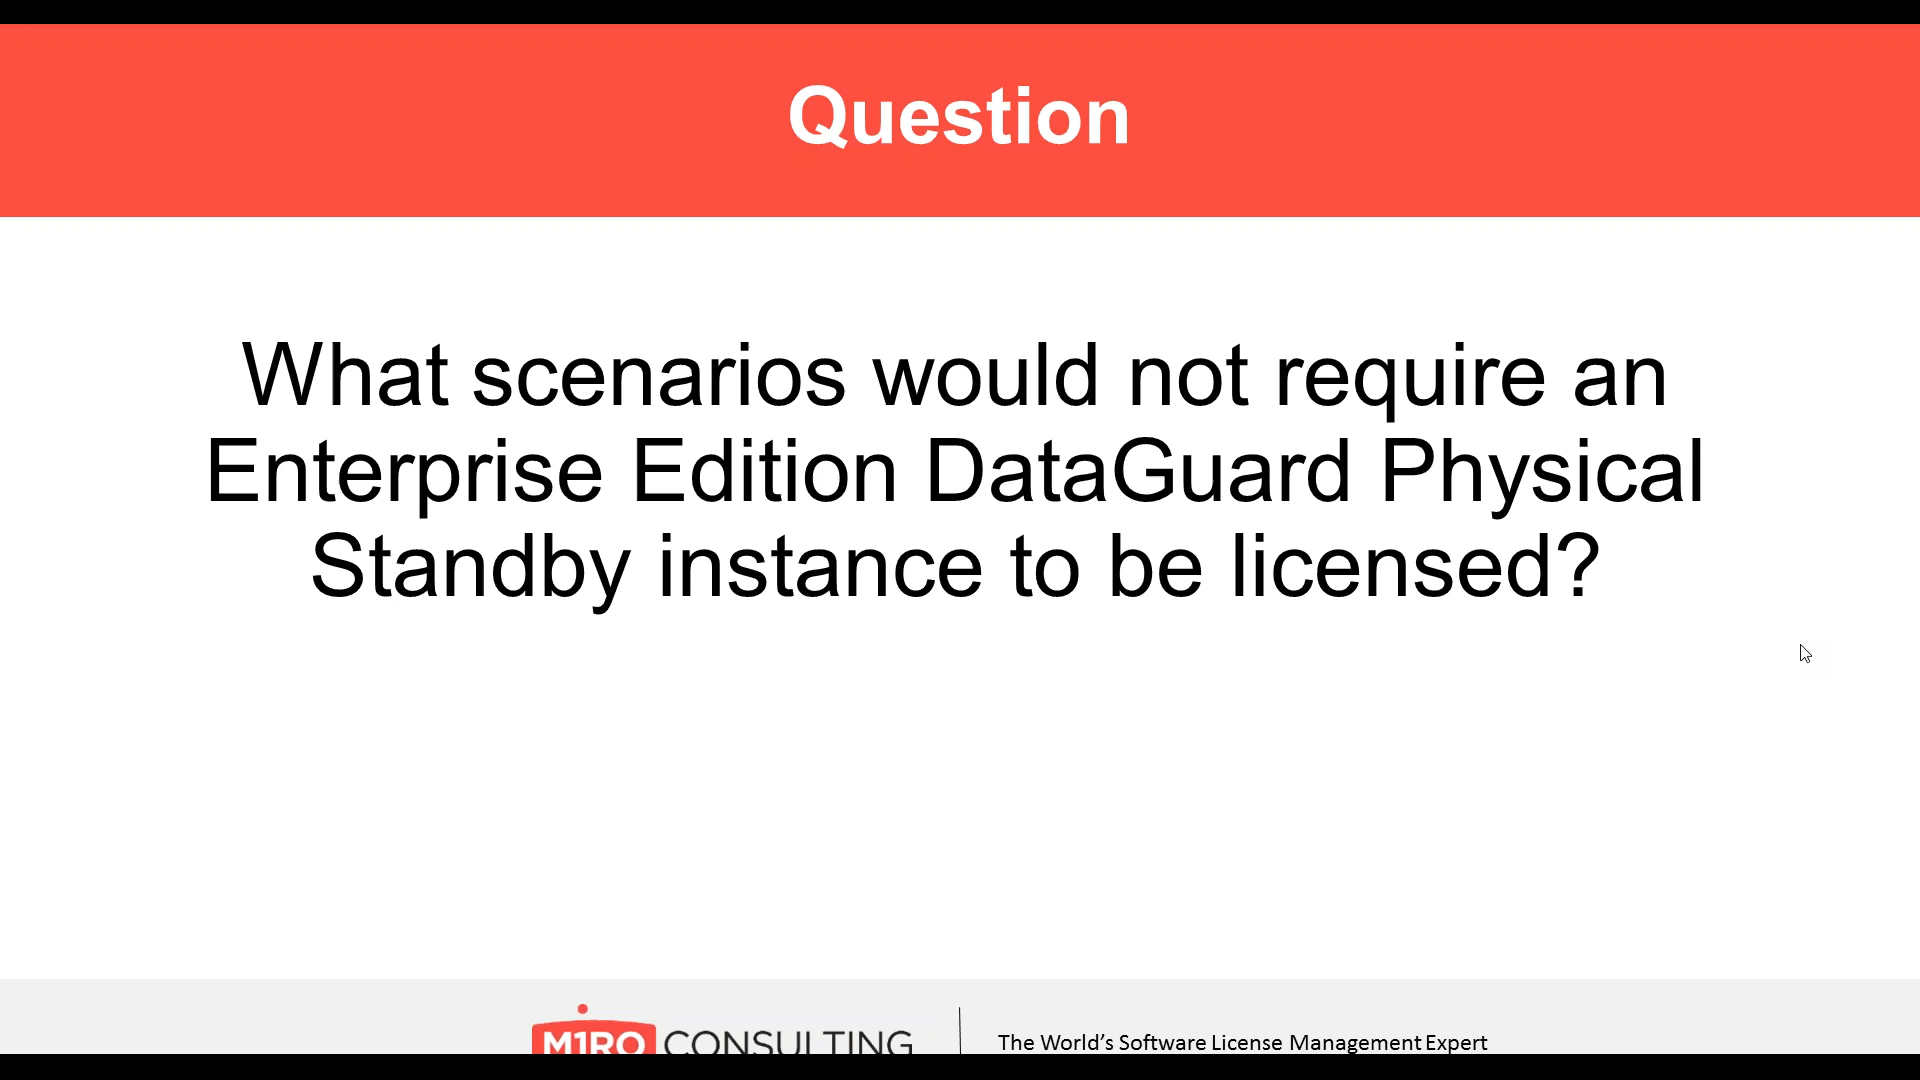 Question
What scenarios would not require an
Enterprise Edition DataGuard Physical
Standby instance to be licensed?
M1RO CONSULTING
The World's Software License Management Expert